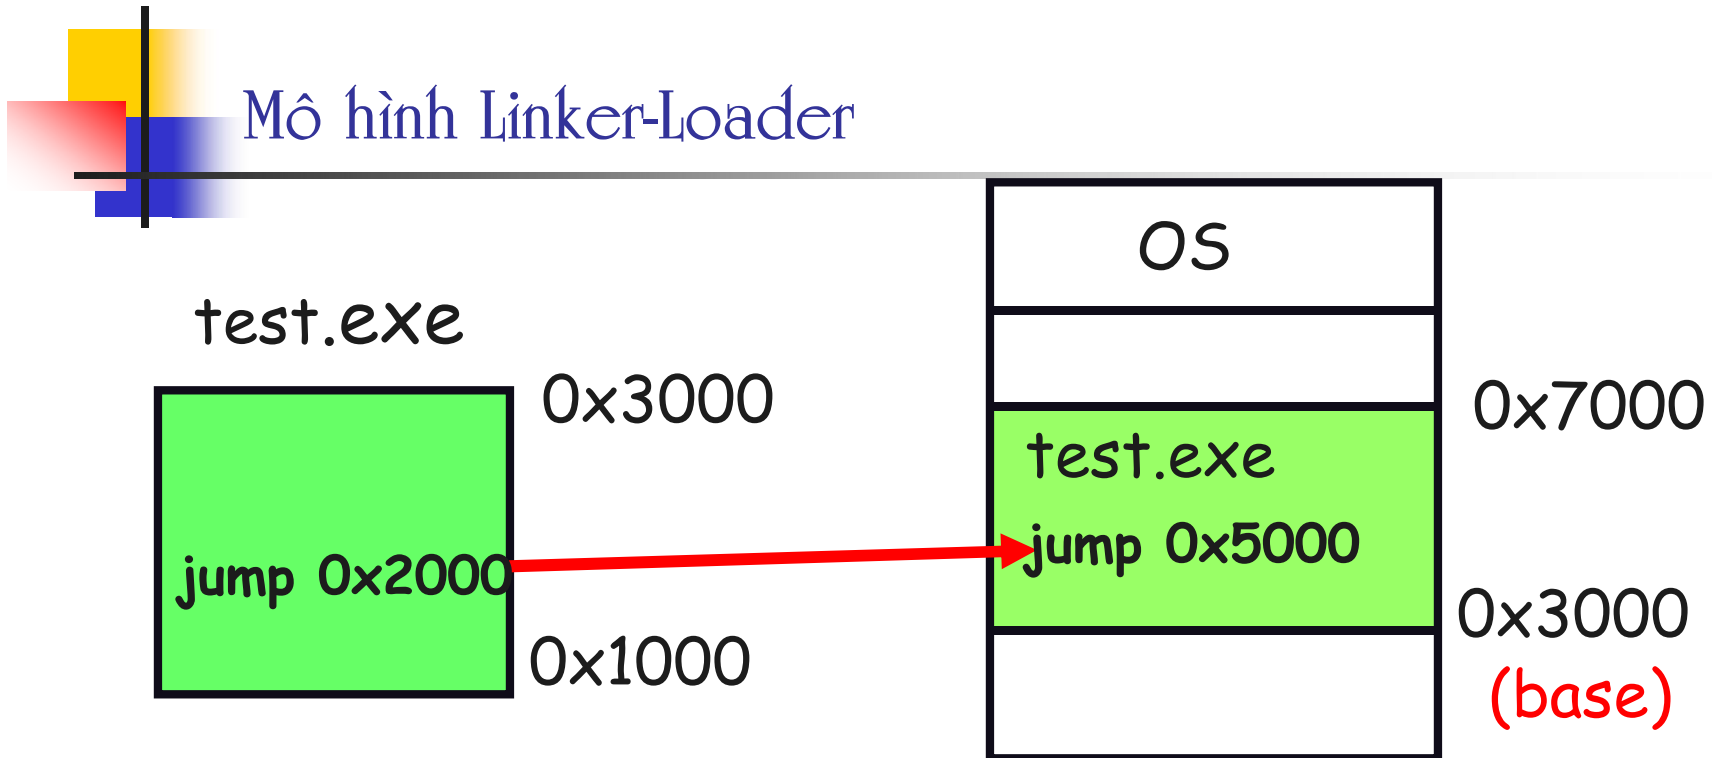 Mô hình Linker-Loader
OS
test.exe
0x3000
0x7000
test.exe
jump 0x2000
jump 0x5000
0x1000
0x3000
(base)